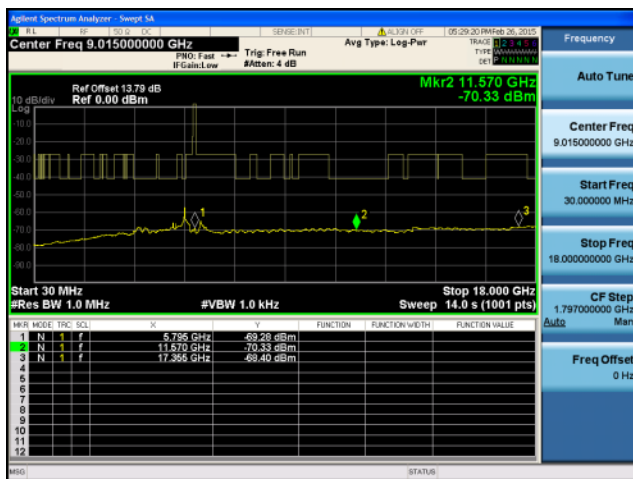 Agilent Spectrum Analyzer - Swept SA
RL RF 50 Ω DC SENSE:INT ALIGN OFF 05:29:20 PM Feb 26, 2015
Center Freq 9.015000000 GHz
PNO: Fast
IFGain:Low
Trig: Free Run
#Atten: 4 dB
Avg Type: Log-Pwr
TRACE 1 2 3 4 5 6
TYPE
DET P N N N N N
Frequency
Auto Tune
Center Freq
9.015000000 GHz
Start Freq
30.000000 MHz
Stop Freq
18.000000000 GHz
CF Step
1.797000000 GHz
Auto Man
Freq Offset
0 Hz
Mkr2 11.570 GHz
-70.33 dBm
Ref Offset 13.79 dB
10 dB/div Ref 0.00 dBm
Log
-10.0
-20.0
-30.0
-40.0
-50.0
-60.0
-70.0
-80.0
-90.0
1
2
3
Start 30 MHz Stop 18.000 GHz
#Res BW 1.0 MHz #VBW 1.0 kHz Sweep 14.0 s (1001 pts)
MKR MODE TRC SCL X Y FUNCTION FUNCTION WIDTH FUNCTION VALUE
1 N 1 f 5.795 GHz -69.28 dBm
2 N 1 f 11.570 GHz -70.33 dBm
3 N 1 f 17.355 GHz -68.40 dBm
4
5
6
7
8
9
10
11
12
MSG STATUS